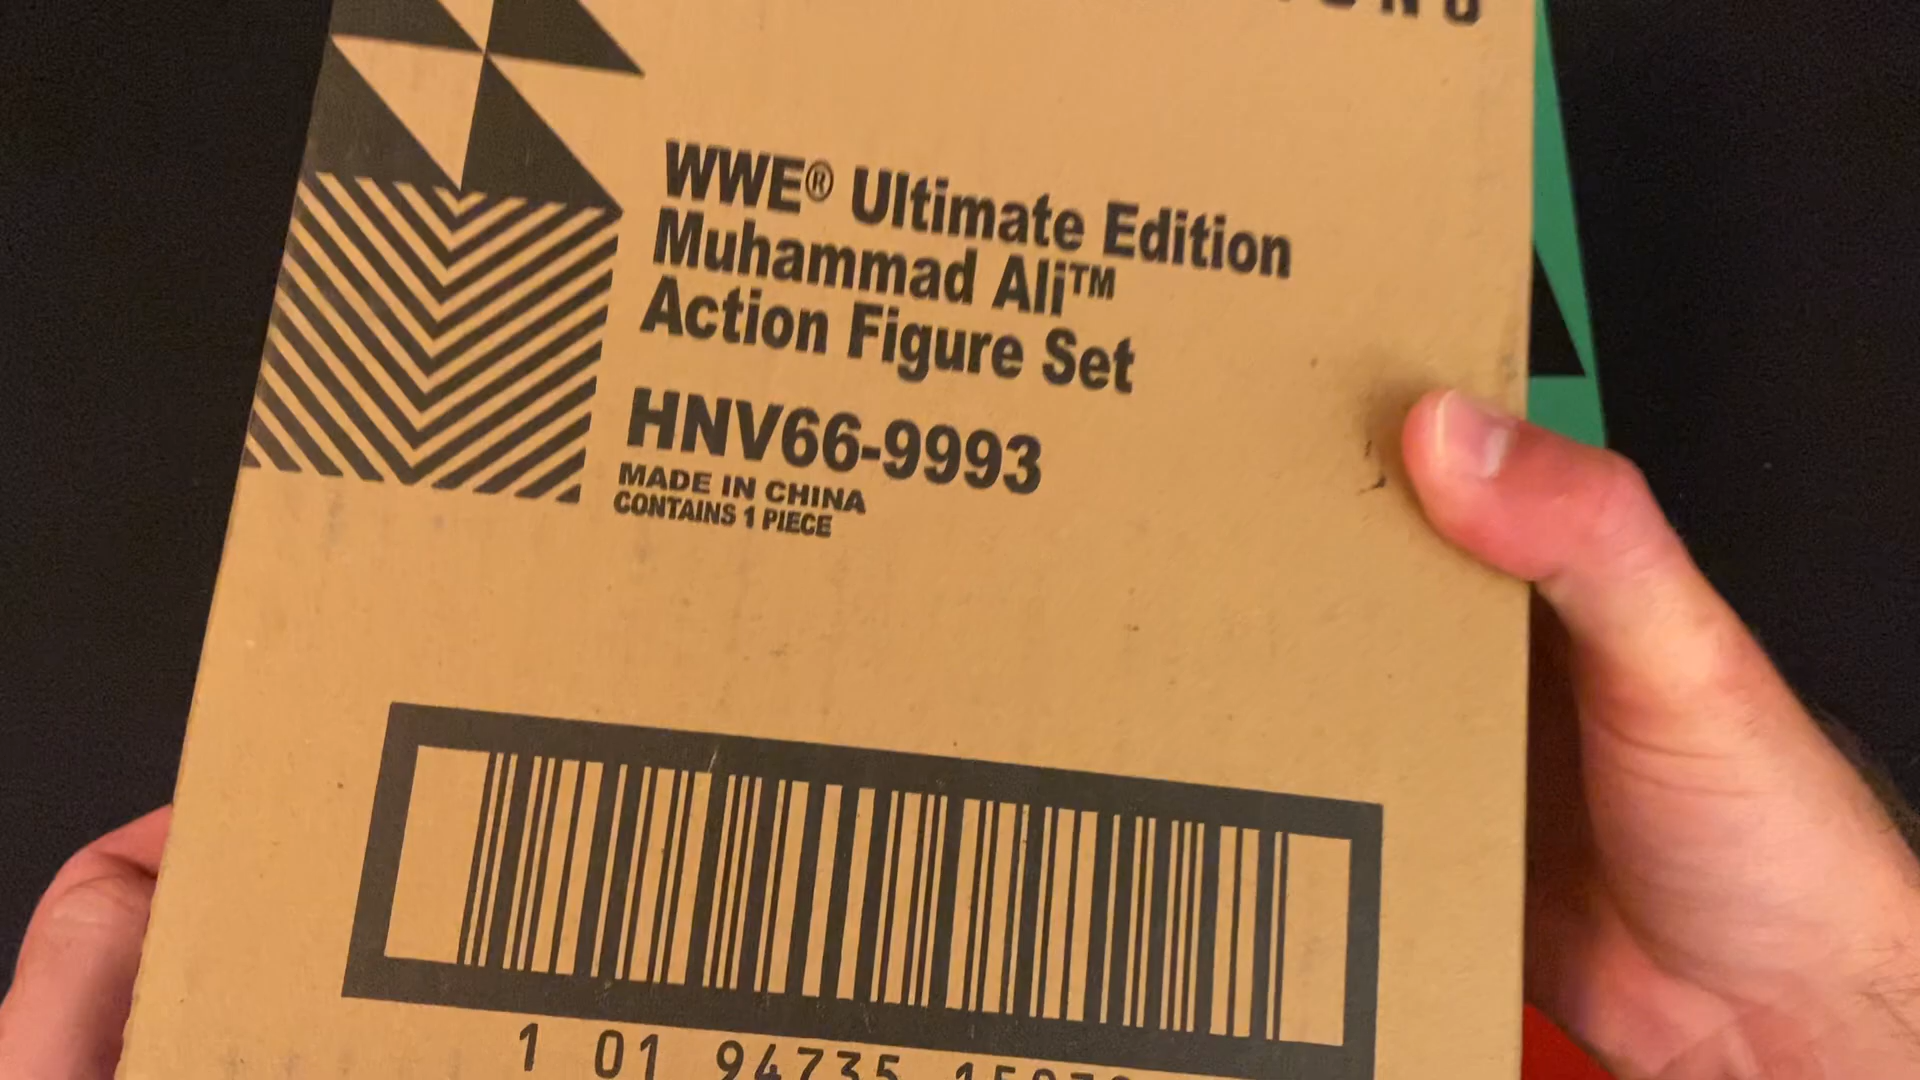 WWE® Ultimate Edition
Muhammad Ali™
Action Figure Set
HNV66-9993
MADE IN CHINA
CONTAINS 1 PIECE
1 01 94735